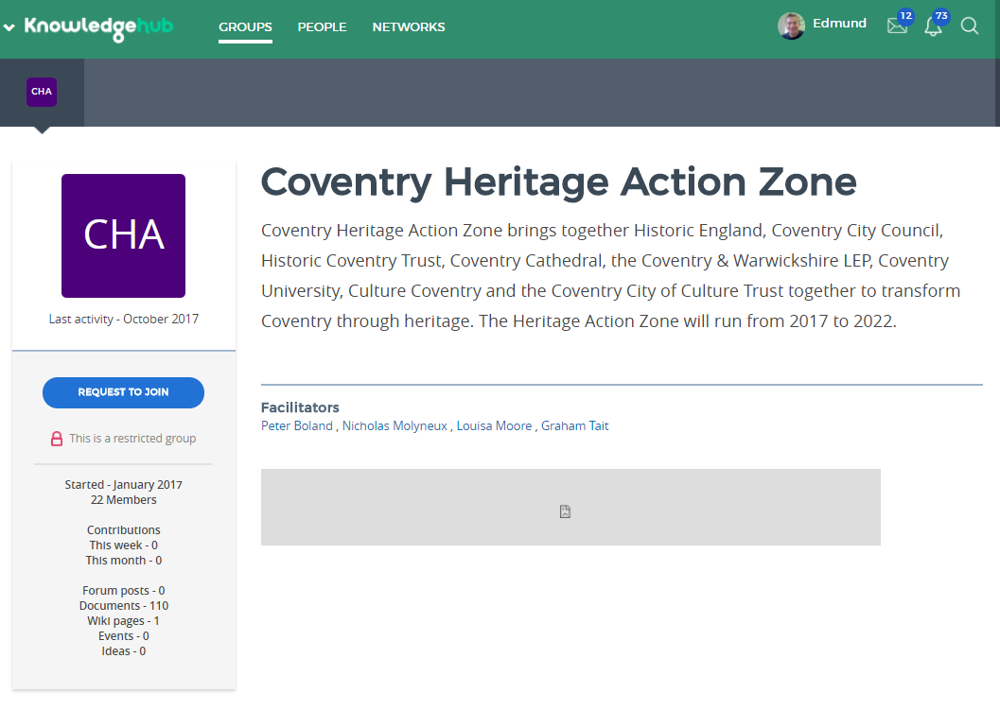 Knowledgehub
GROUPS
PEOPLE
NETWORKS
Edmund
12
73
CHA
CHA
Last activity - October 2017
REQUEST TO JOIN
This is a restricted group
Started - January 2017
22 Members
Contributions
This week - 0
This month - 0
Forum posts - 0
Documents - 110
Wiki pages - 1
Events - 0
Ideas - 0
Coventry Heritage Action Zone
Coventry Heritage Action Zone brings together Historic England, Coventry City Council,
Historic Coventry Trust, Coventry Cathedral, the Coventry & Warwickshire LEP, Coventry
University, Culture Coventry and the Coventry City of Culture Trust together to transform
Coventry through heritage. The Heritage Action Zone will run from 2017 to 2022.
Facilitators
Peter Boland , Nicholas Molyneux , Louisa Moore , Graham Tait